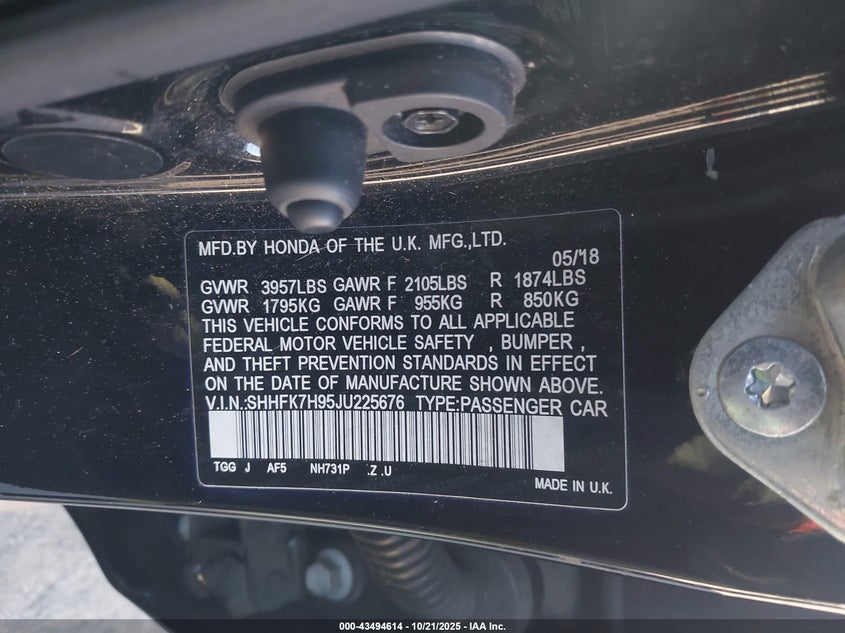 MFD.BY HONDA OF THE U.K. MFG.,LTD.
05/18
GVWR 3957LBS GAWR F 2105LBS R 1874LBS
GVWR 1795KG GAWR F 955KG R 850KG
THIS VEHICLE CONFORMS TO ALL APPLICABLE
FEDERAL MOTOR VEHICLE SAFETY , BUMPER ,
AND THEFT PREVENTION STANDARDS IN EFFECT
ON THE DATE OF MANUFACTURE SHOWN ABOVE.
V.I.N.:SHHFK7H95JU225676 TYPE:PASSENGER CAR
TGG J AF5 NH731P .Z .U
MADE IN U.K.
000-43494614 - 10/21/2025 - IAA Inc.